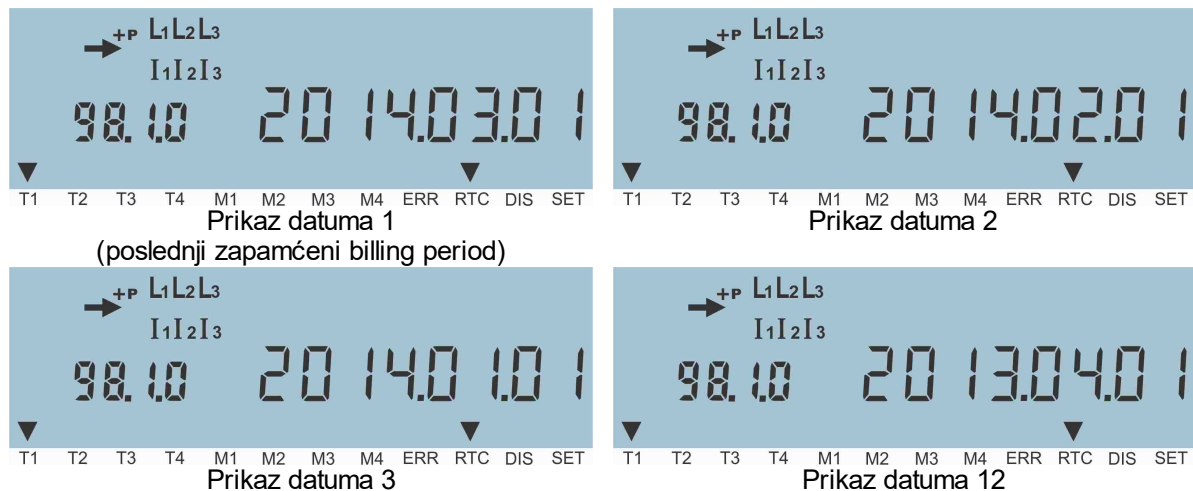 +P L1L2L3
I1I2I3
98.1.0 2014.03.01
T1 T2 T3 T4 M1 M2 M3 M4 ERR RTC DIS SET
Prikaz datuma 1
(poslednji zapamćeni billing period)
+P L1L2L3
I1I2I3
98.1.0 2014.02.01
T1 T2 T3 T4 M1 M2 M3 M4 ERR RTC DIS SET
Prikaz datuma 2
+P L1L2L3
I1I2I3
98.1.0 2014.01.01
T1 T2 T3 T4 M1 M2 M3 M4 ERR RTC DIS SET
Prikaz datuma 3
+P L1L2L3
I1I2I3
98.1.0 2013.04.01
T1 T2 T3 T4 M1 M2 M3 M4 ERR RTC DIS SET
Prikaz datuma 12